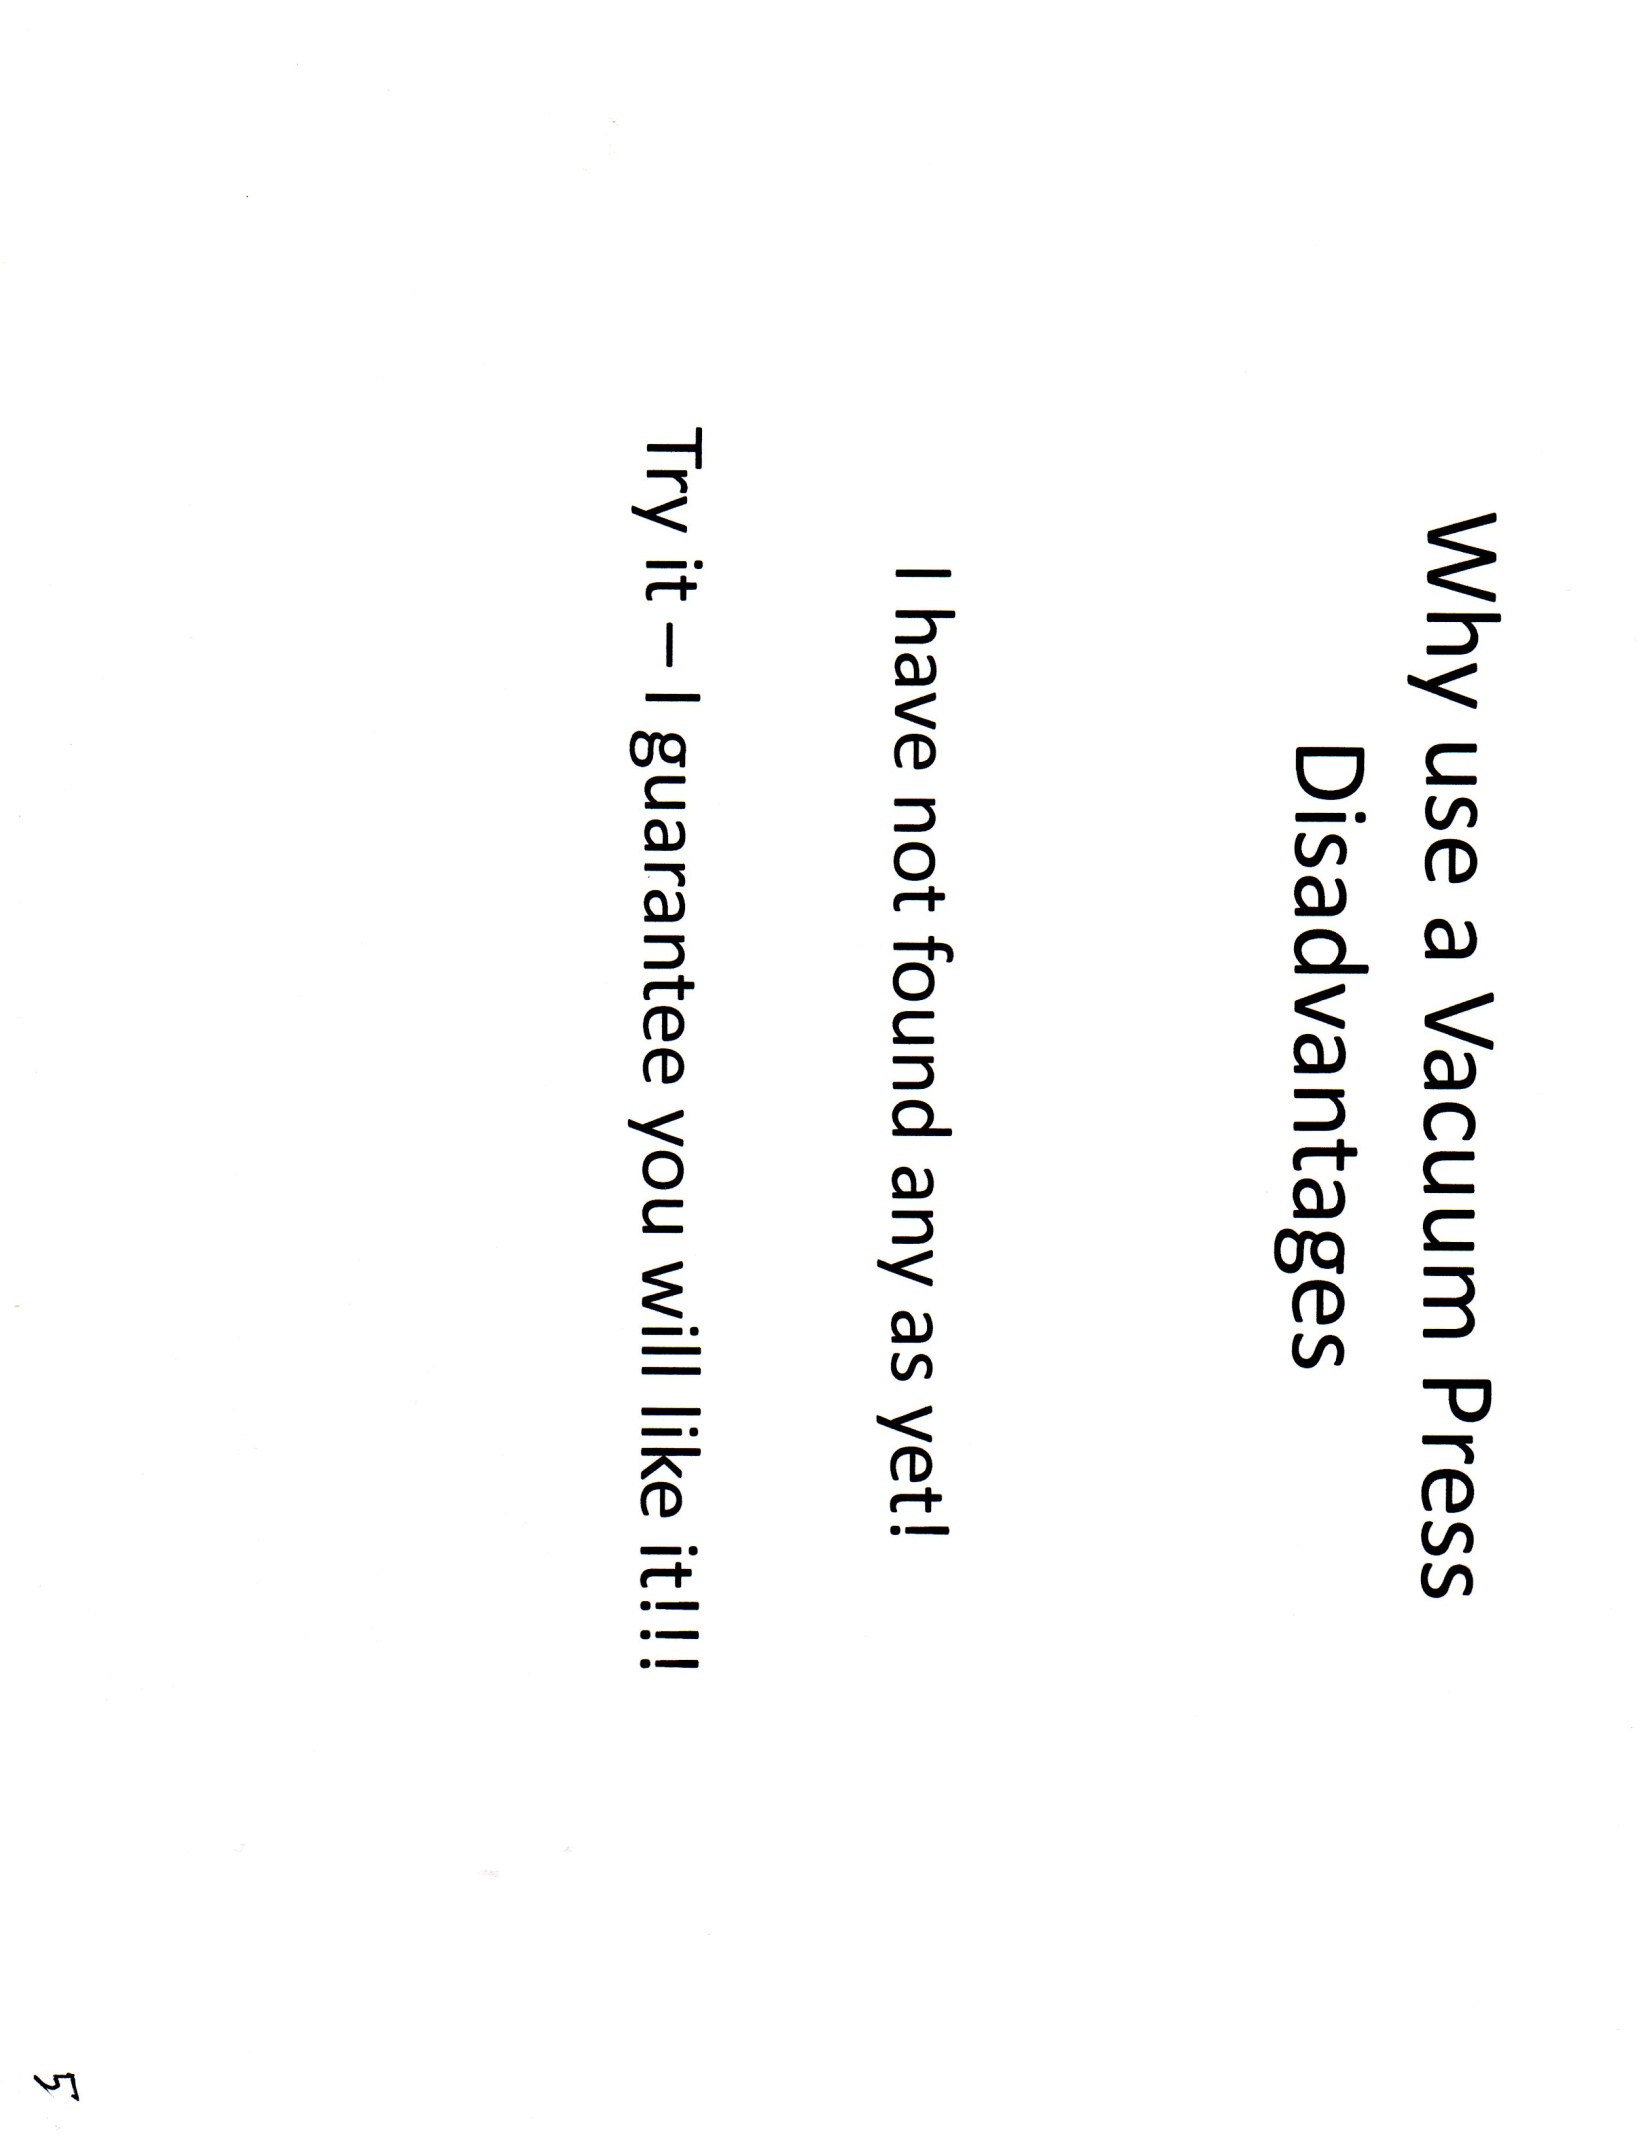 Why use a Vacuum Press
Disadvantages
I have not found any as yet!
Try it – I guarantee you will like it!!!
5